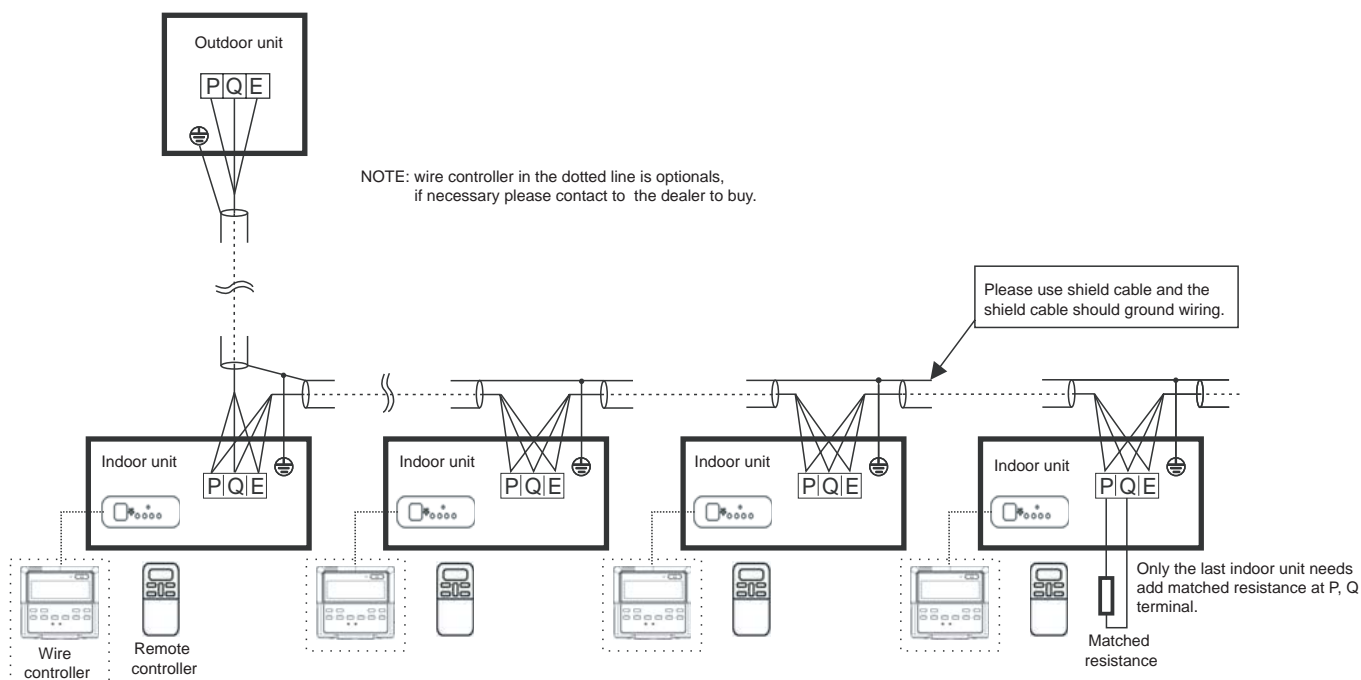 Outdoor unit
P Q E
NOTE: wire controller in the dotted line is optionals,
if necessary please contact to the dealer to buy.
Please use shield cable and the
shield cable should ground wiring.
Indoor unit
P Q E
Indoor unit
P Q E
Indoor unit
P Q E
Indoor unit
P Q E
Only the last indoor unit needs
add matched resistance at P, Q
terminal.
Wire
controller
Remote
controller
Matched
resistance